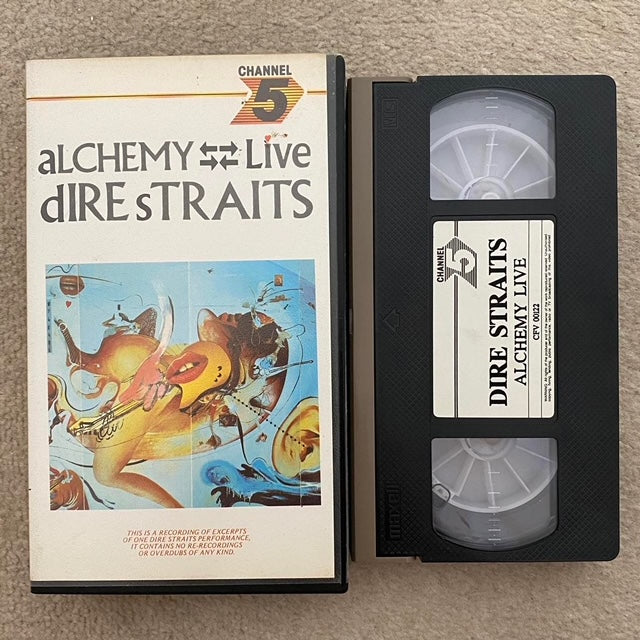 CHANNEL
5
aLCHEMY ⇆ Live
dIRE sTRAITS
THIS IS A RECORDING OF EXCERPTS
OF ONE DIRE STRAITS PERFORMANCE,
IT CONTAINS NO RE-RECORDINGS
OR OVERDUBS OF ANY KIND.
CHANNEL
5
DIRE STRAITS
ALCHEMY LIVE
CFV 00122
maxell